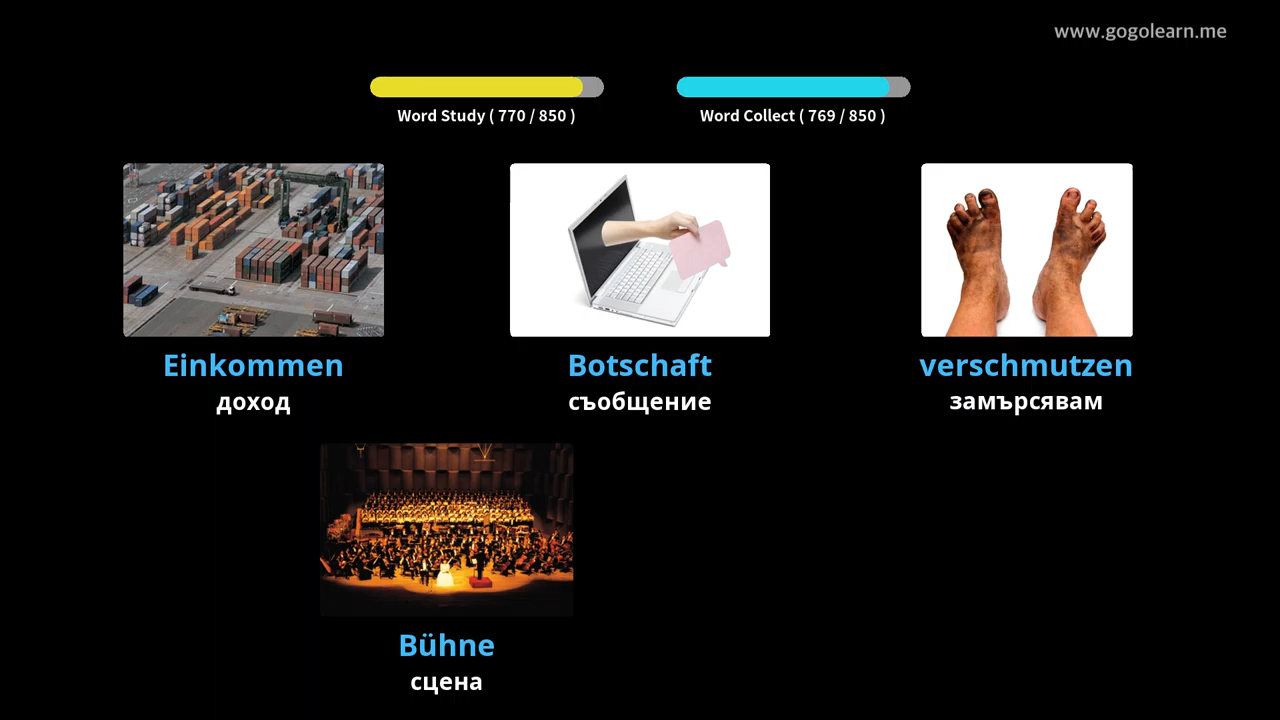 www.gogolearn.me
Word Study ( 770 / 850 )
Word Collect ( 769 / 850 )
Einkommen
доход
Botschaft
съобщение
verschmutzen
замърсявам
Bühne
сцена